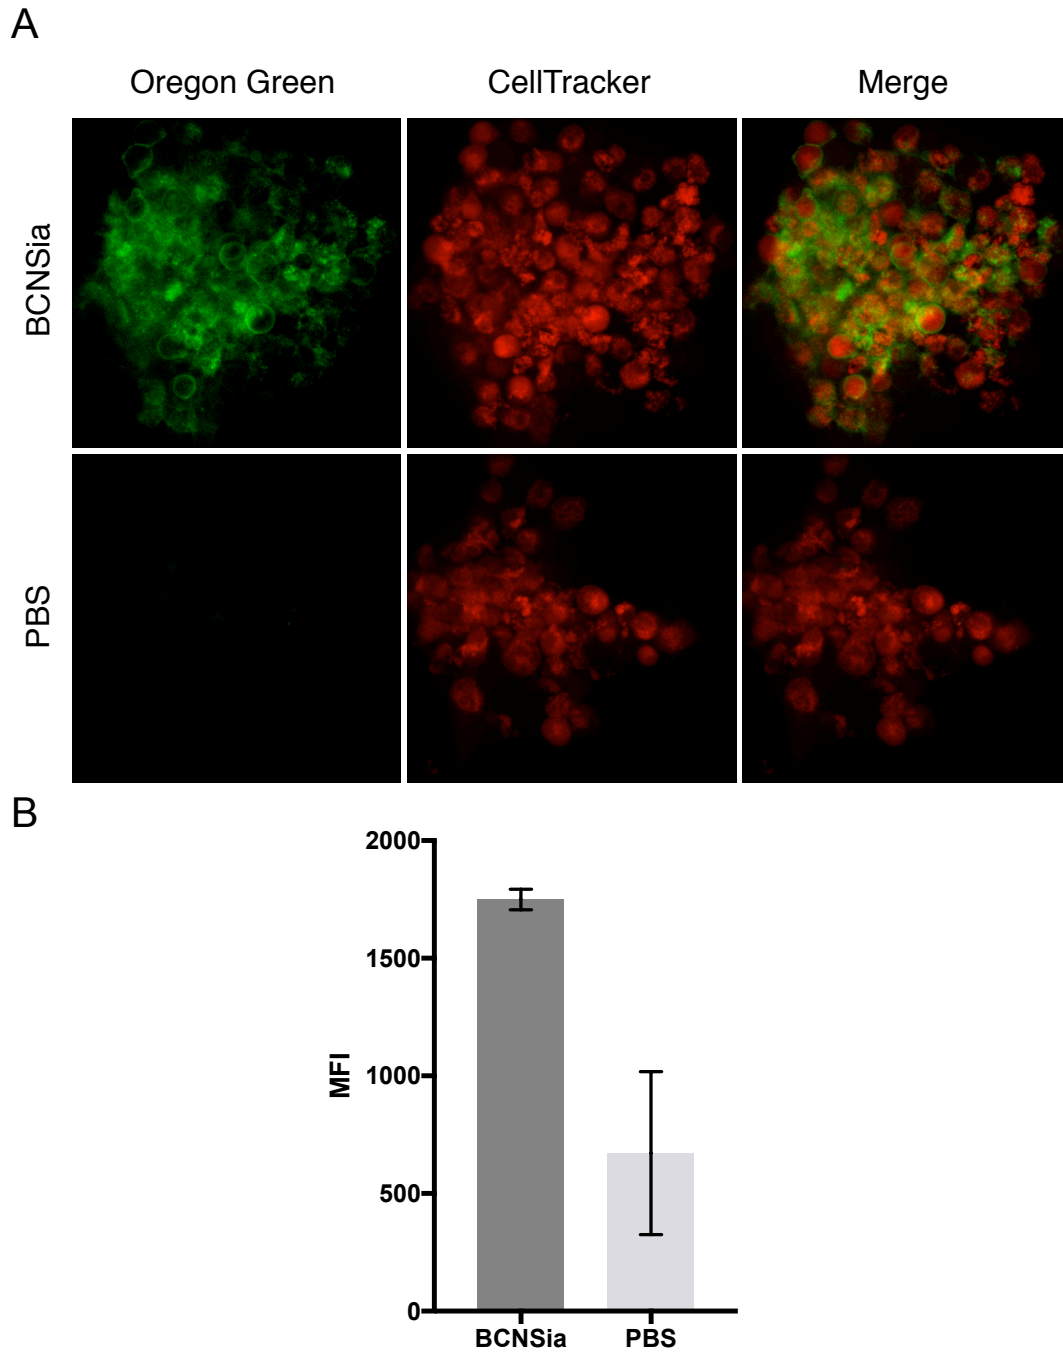 A
Oregon Green CellTracker Merge
BCNSia
PBS
B
2000
1500
1000
500
0
MFI
BCNSia PBS